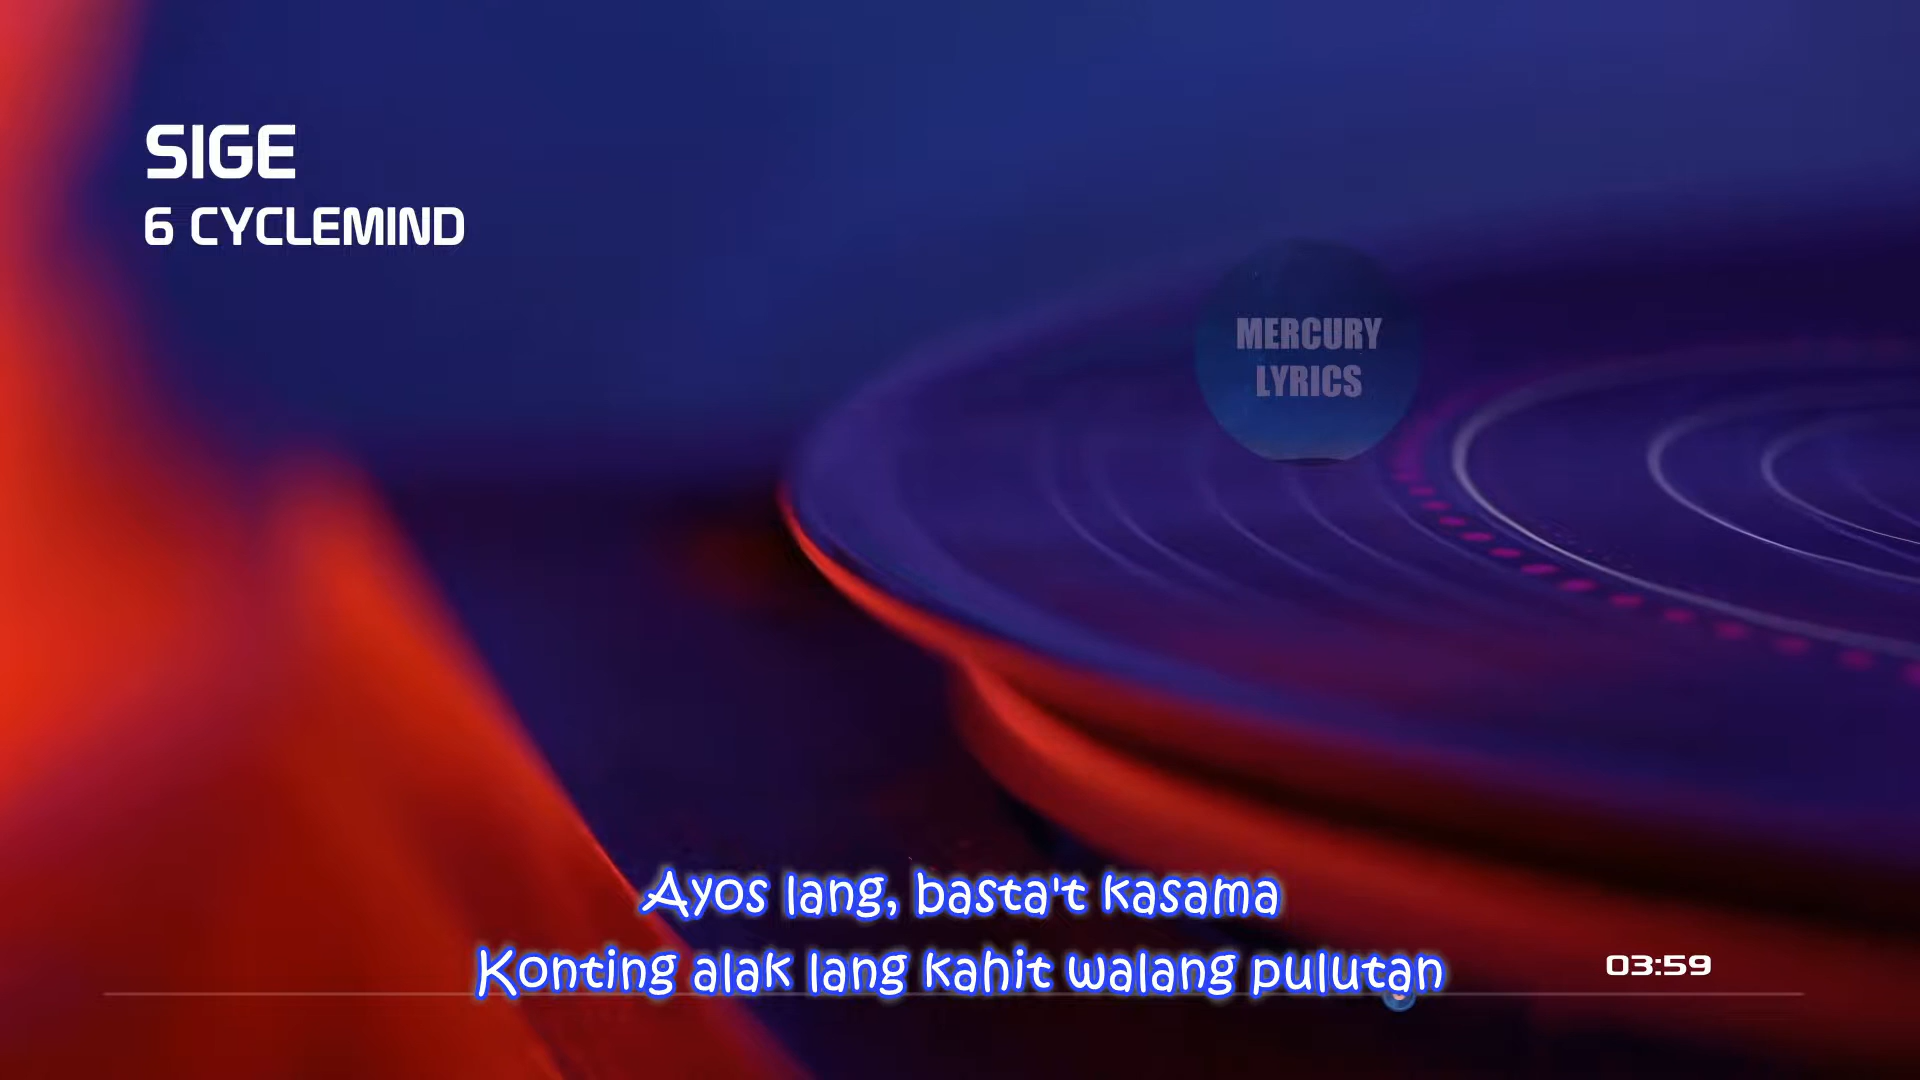 SIGE
6 CYCLEMIND
MERCURY
LYRICS
Ayos lang, basta't kasama
Konting alak lang kahit walang pulutan
03:59